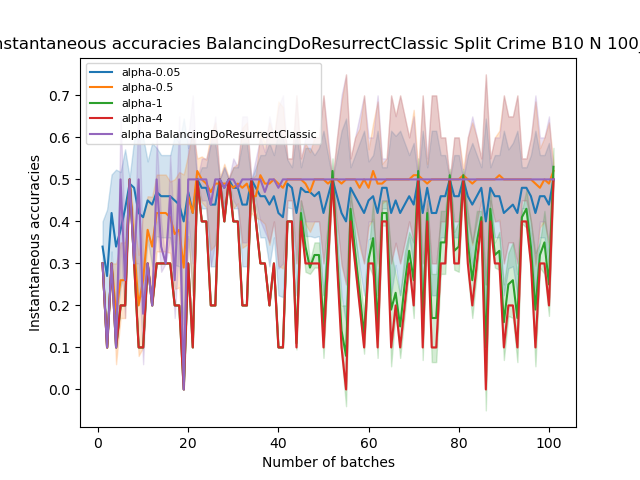 nstantaneous accuracies BalancingDoResurrectClassic Split Crime B10 N 100_
alpha-0.05
alpha-0.5
alpha-1
alpha-4
alpha BalancingDoResurrectClassic
0.7
0.6
0.5
0.4
0.3
0.2
0.1
0.0
Instantaneous accuracies
0 20 40 60 80 100
Number of batches